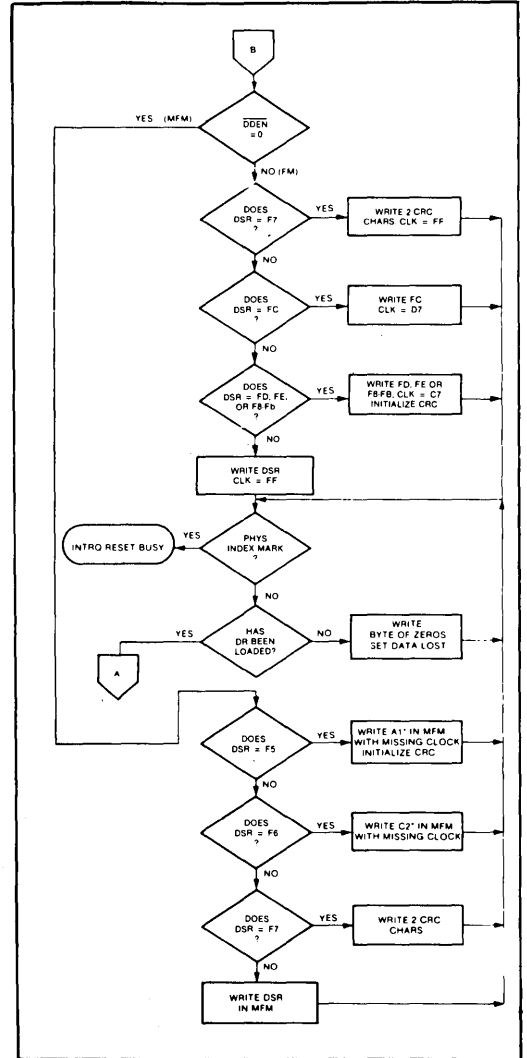 B
YES (MFM)
DDEN
= 0
NO (FM)
DOES
DSR = F7
?
YES
WRITE 2 CRC
CHARS. CLK = FF
NO
DOES
DSR = FC
?
YES
WRITE FC
CLK = D7
NO
DOES
DSR = FD, FE,
OR F8-Fb
?
YES
WRITE FD, FE OR
F8-FB, CLK = C7
INITIALIZE CRC
NO
WRITE DSR
CLK = FF
PHYS
INDEX MARK
?
YES
INTRQ RESET BUSY
NO
HAS
DR BEEN
LOADED?
YES
A
NO
WRITE
BYTE OF ZEROS
SET DATA LOST
DOES
DSR = F5
YES
WRITE A1* IN MFM
WITH MISSING CLOCK
INITIALIZE CRC
NO
DOES
DSR = F6
?
YES
WRITE C2* IN MFM
WITH MISSING CLOCK
NO
DOES
DSR = F7
?
YES
WRITE 2 CRC
CHARS
NO
WRITE DSR
IN MFM